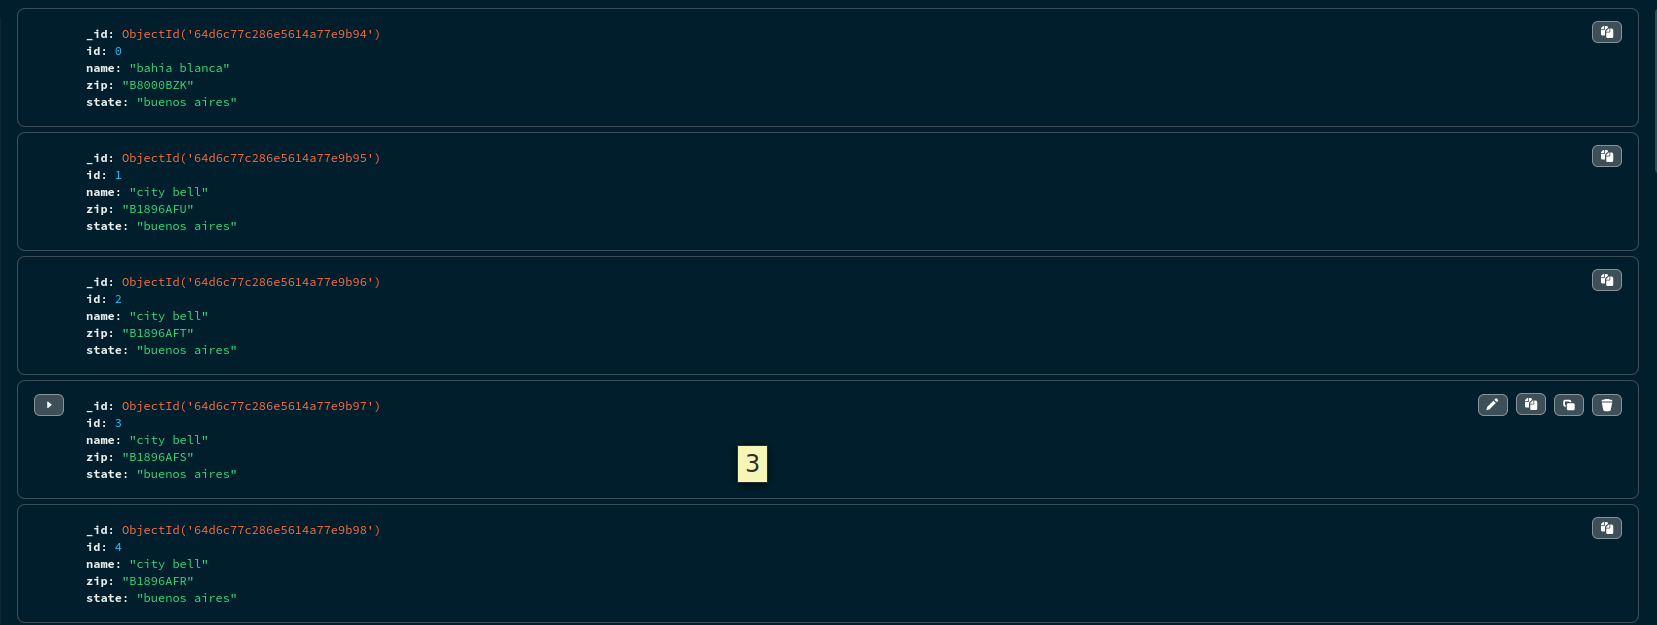 _id: ObjectId('64d6c77c286e5614a77e9b94')
id: 0
name: "bahia blanca"
zip: "B8000BZK"
state: "buenos aires"
_id: ObjectId('64d6c77c286e5614a77e9b95')
id: 1
name: "city bell"
zip: "B1896AFU"
state: "buenos aires"
_id: ObjectId('64d6c77c286e5614a77e9b96')
id: 2
name: "city bell"
zip: "B1896AFT"
state: "buenos aires"
_id: ObjectId('64d6c77c286e5614a77e9b97')
id: 3
name: "city bell"
zip: "B1896AFS"
3
state: "buenos aires"
_id: ObjectId('64d6c77c286e5614a77e9b98')
id: 4
name: "city bell"
zip: "B1896AFR"
state: "buenos aires"